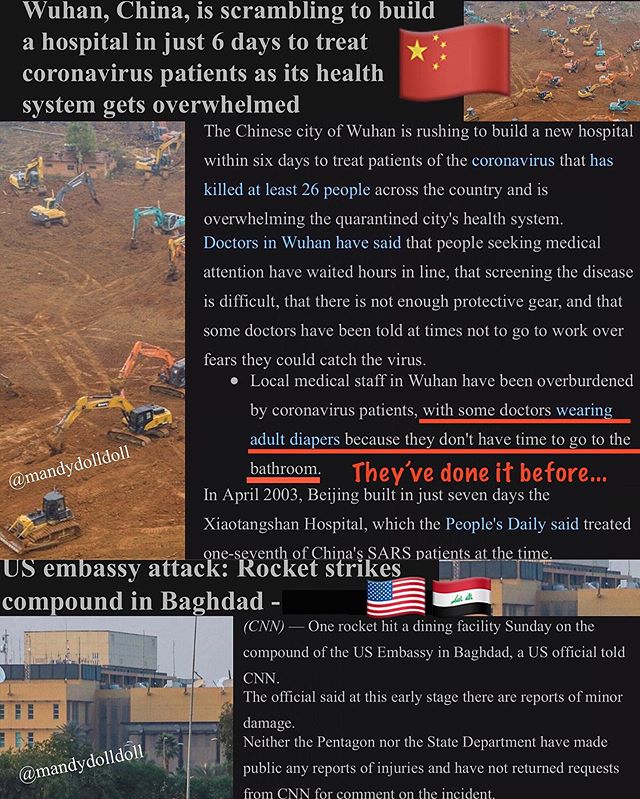 Wuhan, China, is scrambling to build
a hospital in just 6 days to treat
coronavirus patients as its health
system gets overwhelmed
The Chinese city of Wuhan is rushing to build a new hospital
within six days to treat patients of the coronavirus that has
killed at least 26 people across the country and is
overwhelming the quarantined city's health system.
Doctors in Wuhan have said that people seeking medical
attention have waited hours in line, that screening the disease
is difficult, that there is not enough protective gear, and that
some doctors have been told at times not to go to work over
fears they could catch the virus.
● Local medical staff in Wuhan have been overburdened
by coronavirus patients, with some doctors wearing
adult diapers because they don't have time to go to the
bathroom. They've done it before...
@mandydolldoll
In April 2003, Beijing built in just seven days the
Xiaotangshan Hospital, which the People's Daily said treated
one-seventh of China's SARS patients at the time.
US embassy attack: Rocket strikes
compound in Baghdad -
(CNN) — One rocket hit a dining facility Sunday on the
compound of the US Embassy in Baghdad, a US official told
CNN.
The official said at this early stage there are reports of minor
damage.
Neither the Pentagon nor the State Department have made
public any reports of injuries and have not returned requests
from CNN for comment on the incident.
@mandydolldoll